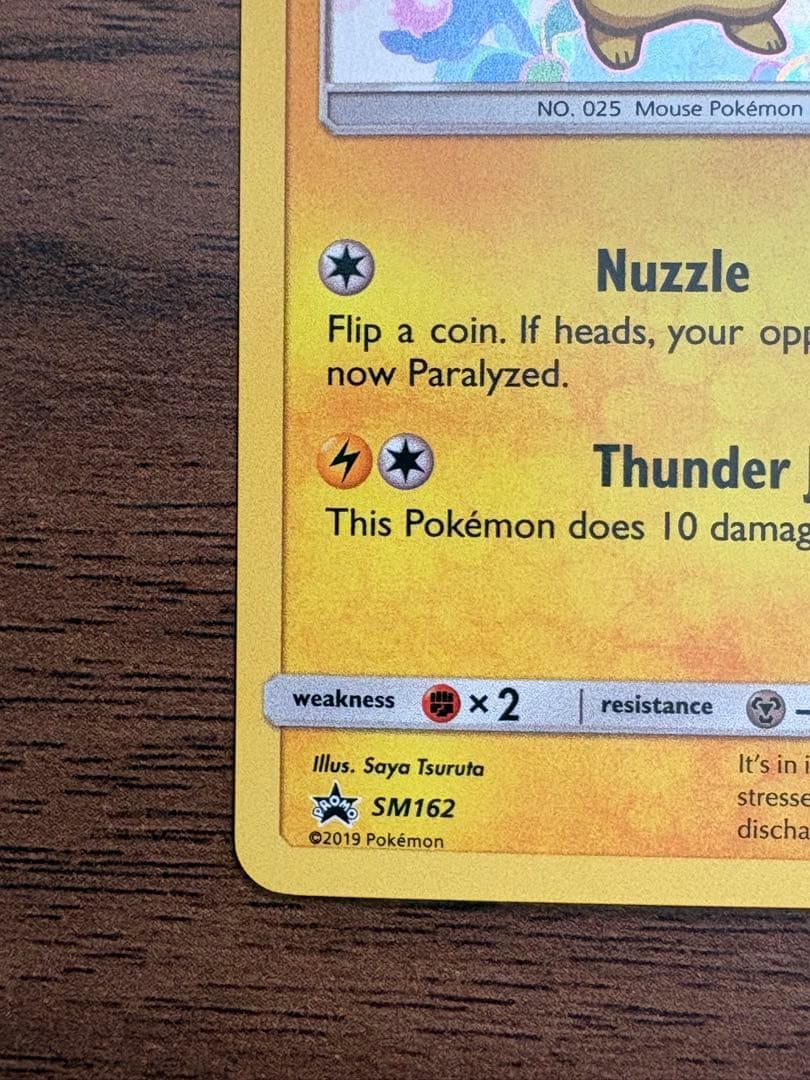 NO. 025 Mouse Pokémon
Nuzzle
Flip a coin. If heads, your opp
now Paralyzed.
Thunder J
This Pokémon does 10 damag
weakness ×2 resistance –
Illus. Saya Tsuruta
PROMO SM162
©2019 Pokémon
It's in i
stresse
discha